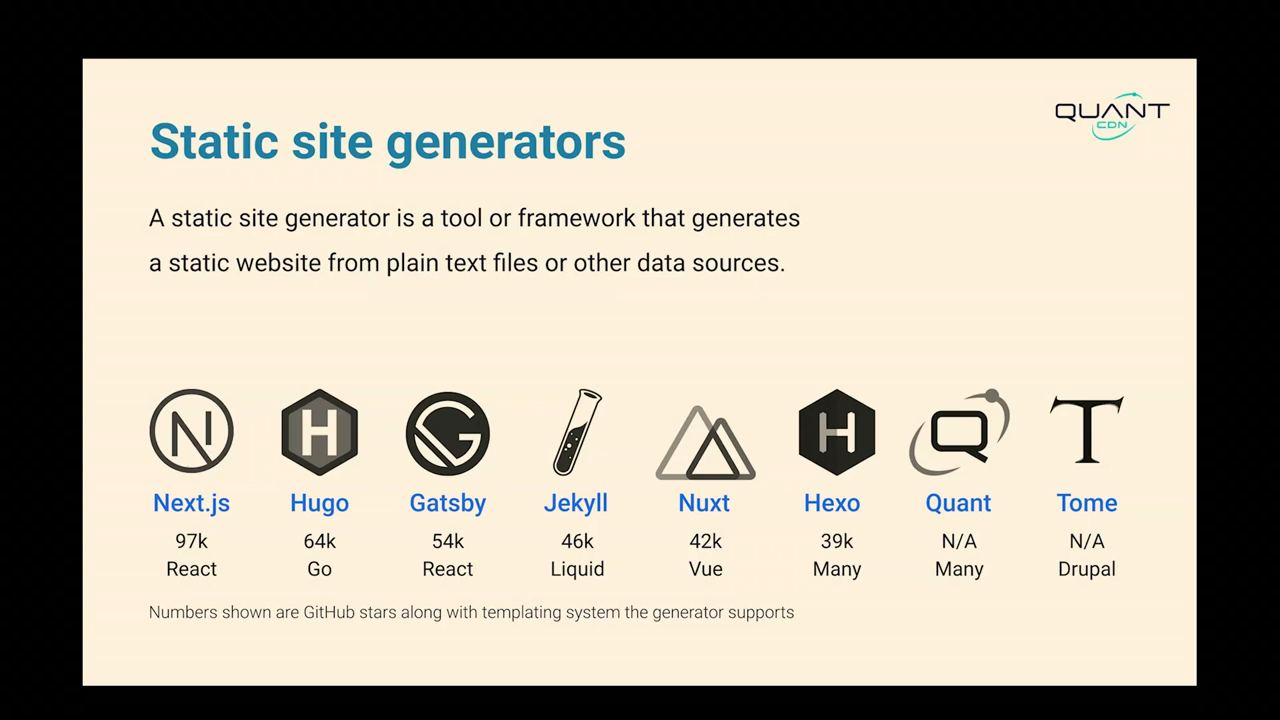 QUANT
CDN
Static site generators
A static site generator is a tool or framework that generates
a static website from plain text files or other data sources.
Next.js Hugo Gatsby Jekyll Nuxt Hexo Quant Tome
97k 64k 54k 46k 42k 39k N/A N/A
React Go React Liquid Vue Many Many Drupal
Numbers shown are GitHub stars along with templating system the generator supports